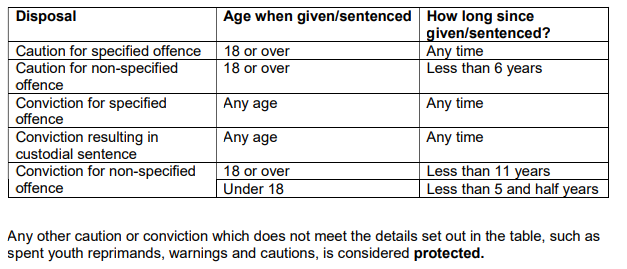 Disposal Age when given/sentenced How long since
given/sentenced?
Caution for specified offence 18 or over Any time
Caution for non-specified 18 or over Less than 6 years
offence
Conviction for specified Any age Any time
offence
Conviction resulting in Any age Any time
custodial sentence
Conviction for non-specified 18 or over Less than 11 years
offence Under 18 Less than 5 and half years
Any other caution or conviction which does not meet the details set out in the table, such as
spent youth reprimands, warnings and cautions, is considered protected.